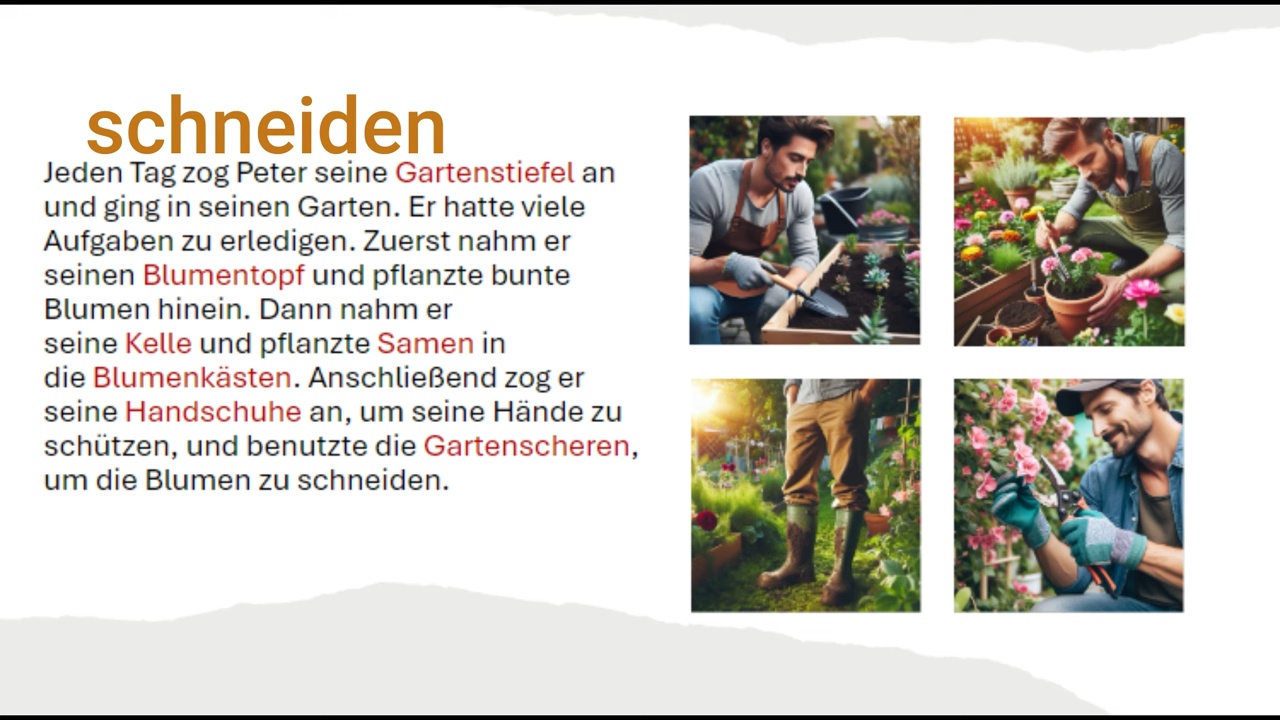 schneiden
Jeden Tag zog Peter seine Gartenstiefel an
und ging in seinen Garten. Er hatte viele
Aufgaben zu erledigen. Zuerst nahm er
seinen Blumentopf und pflanzte bunte
Blumen hinein. Dann nahm er
seine Kelle und pflanzte Samen in
die Blumenkästen. Anschließend zog er
seine Handschuhe an, um seine Hände zu
schützen, und benutzte die Gartenscheren,
um die Blumen zu schneiden.